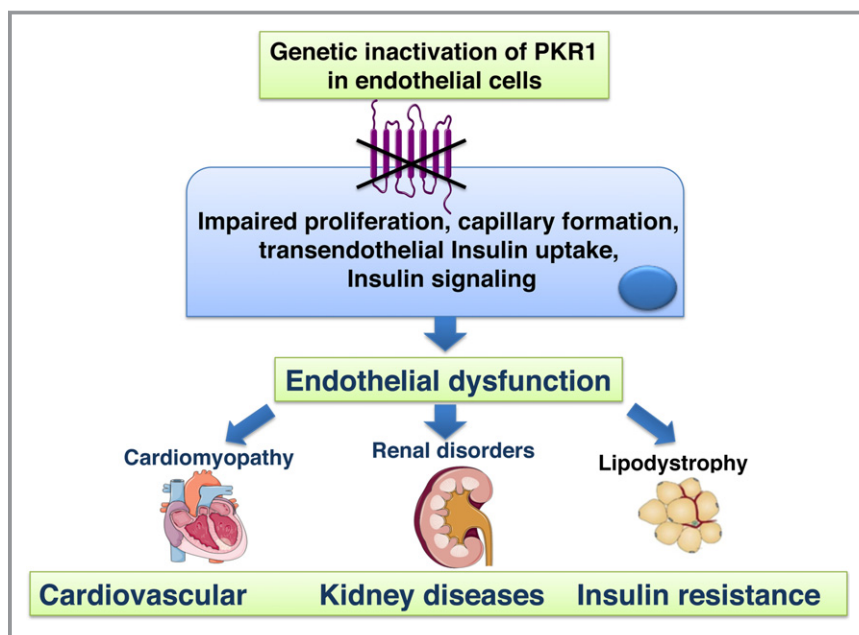 Genetic inactivation of PKR1
in endothelial cells
Impaired proliferation, capillary formation,
transendothelial Insulin uptake,
Insulin signaling
Endothelial dysfunction
Cardiomyopathy
Renal disorders
Lipodystrophy
Cardiovascular
Kidney diseases
Insulin resistance